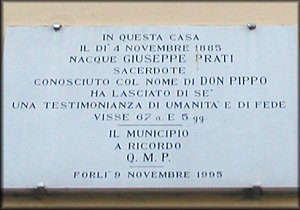 IN QUESTA CASA
IL DI' 4 NOVEMBRE 1885
NACQUE GIUSEPPE PRATI
SACERDOTE
CONOSCIUTO COL NOME DI DON PIPPO
HA LASCIATO DI SE'
UNA TESTIMONIANZA DI UMANITA' E DI FEDE
VISSE 67 a. E 5 gg.
IL MUNICIPIO
A RICORDO
Q. M. P.
FORLI' 9 NOVEMBRE 1995